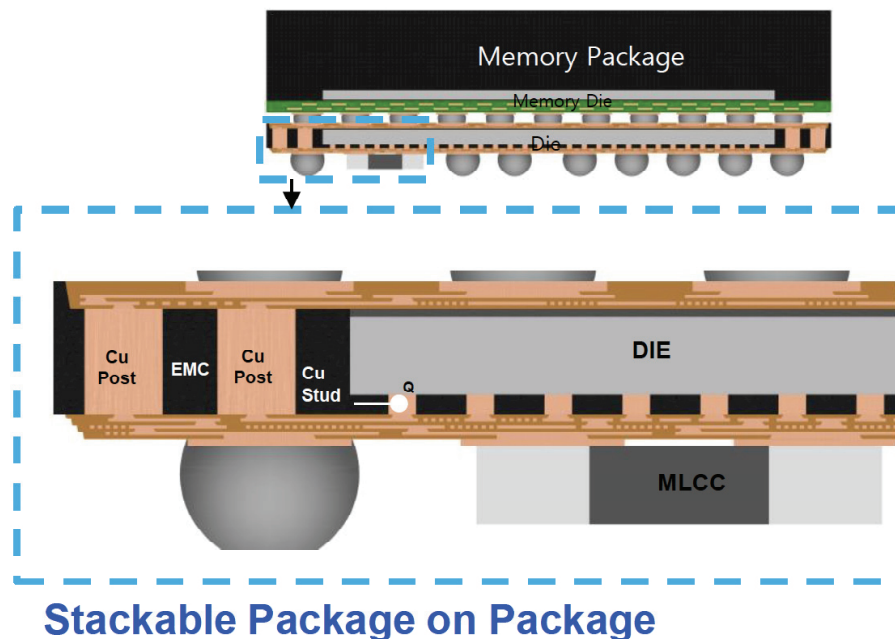 Memory Package
Memory Die
Die
DIE
Cu
Post
EMC
Cu
Post
Cu
Stud
Q
MLCC
Stackable Package on Package